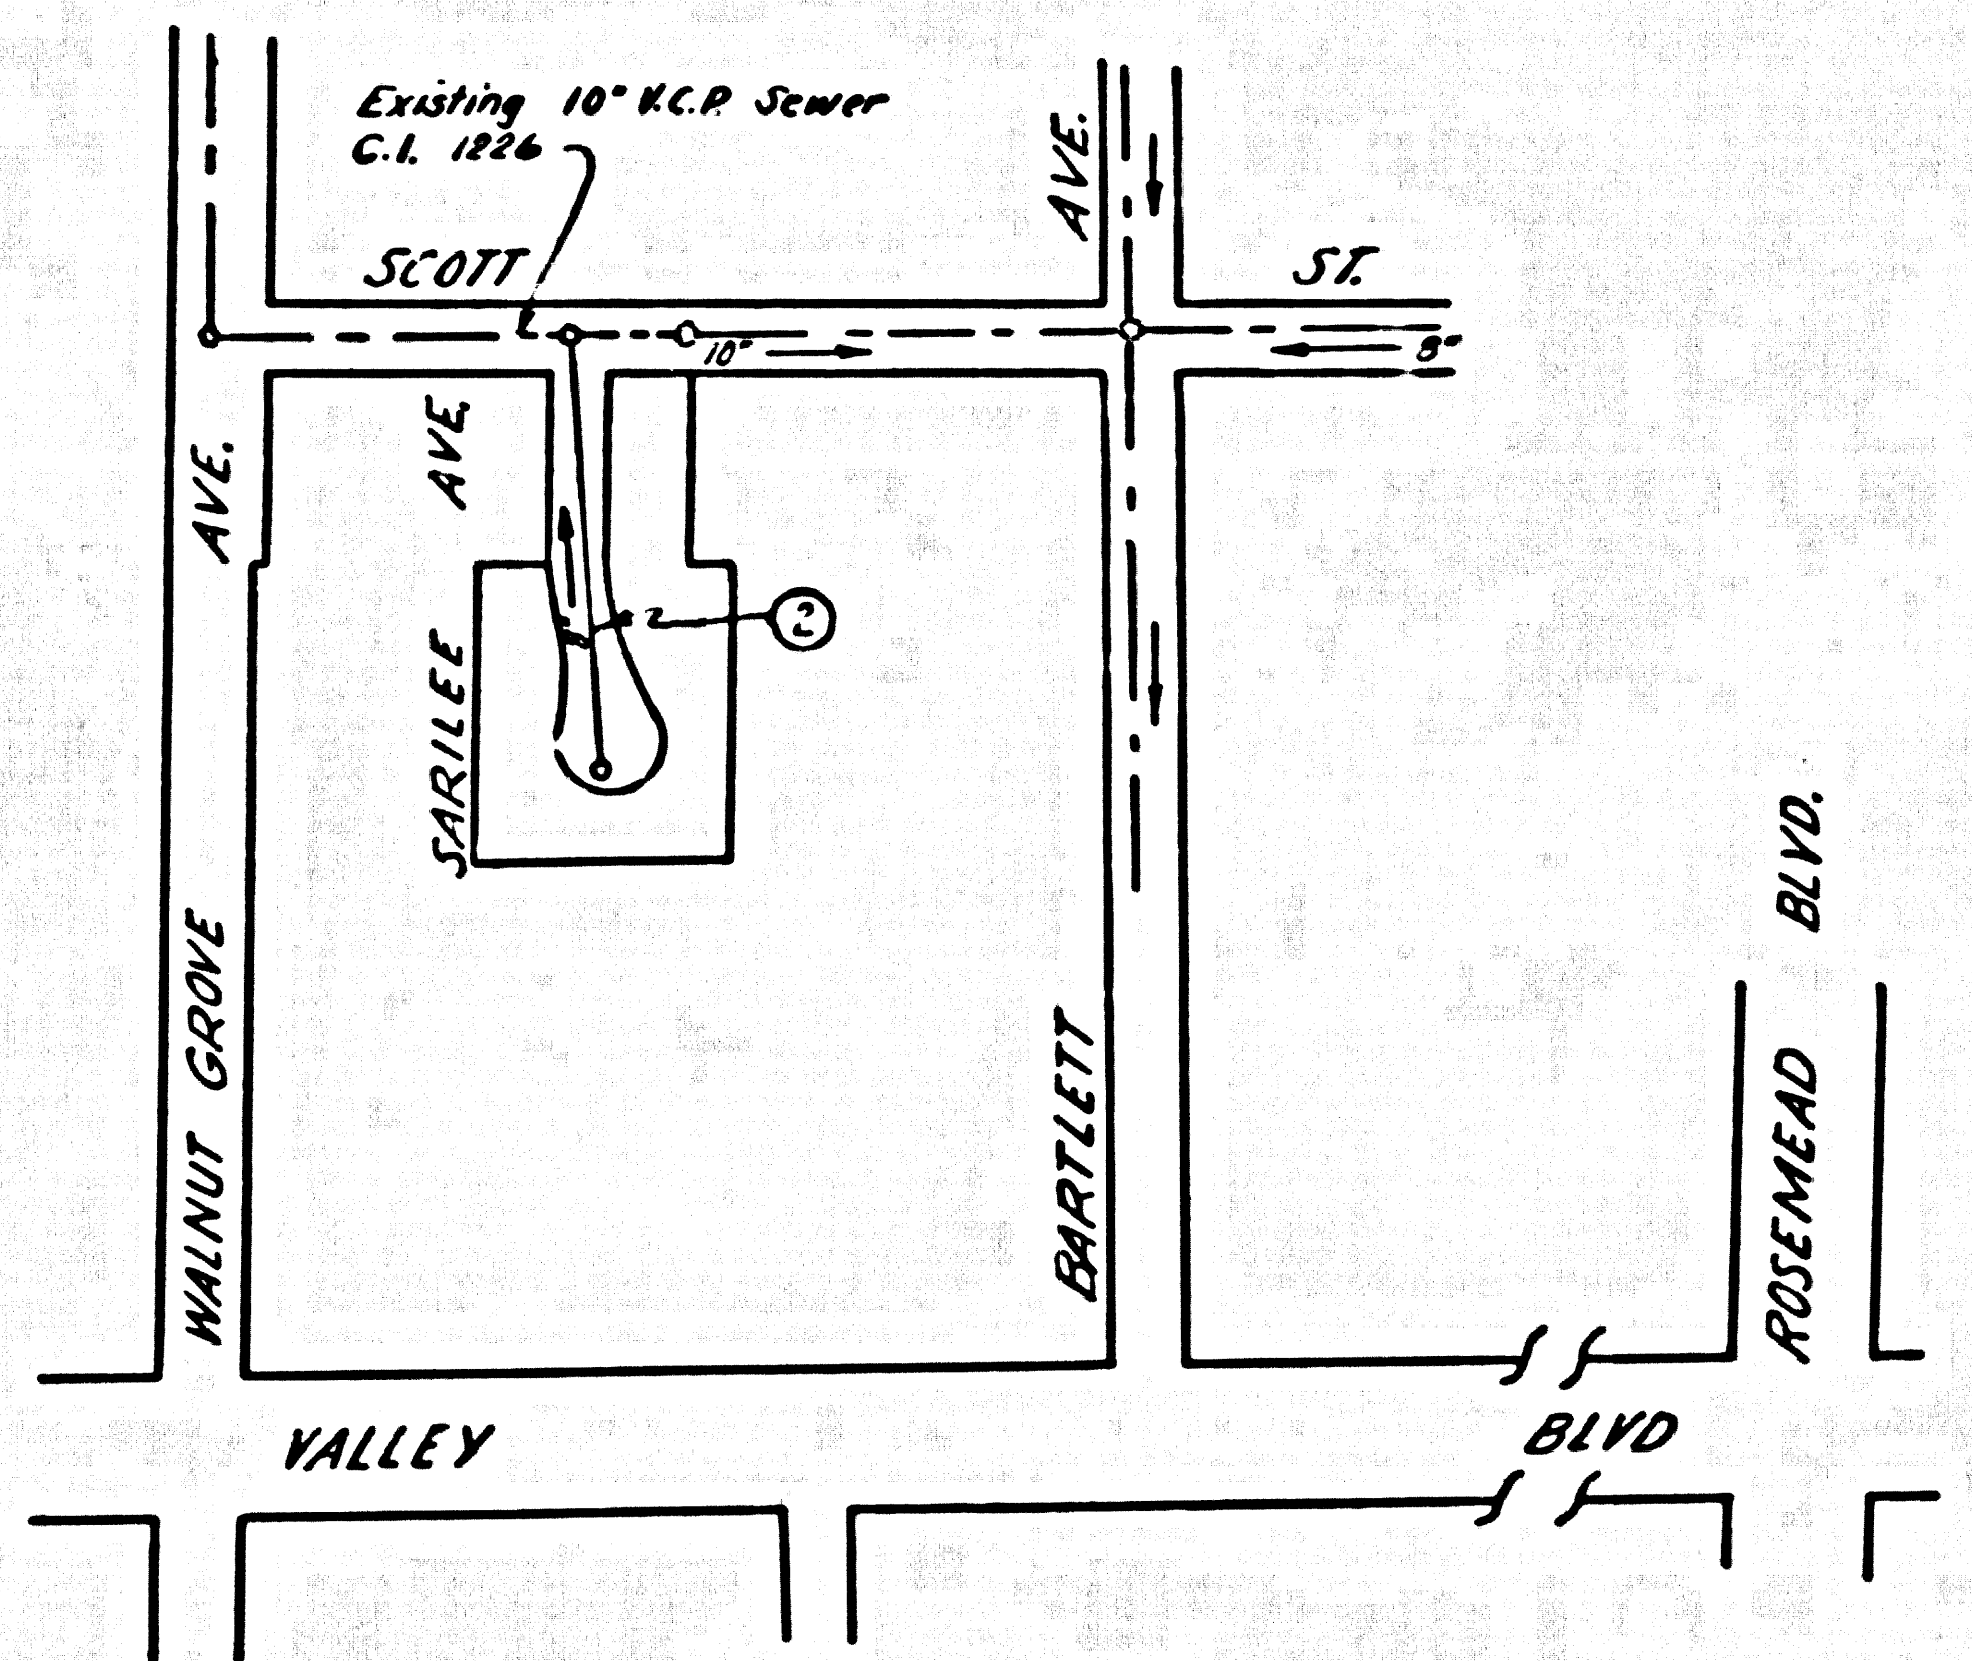 Existing 10" V.C.P. Sewer
C.I. 1226
AVE.
SCOTT
ST.
10"
8"
AVE.
AVE.
2
SARILEE
BLVD.
WALNUT GROVE
BARTLETT
ROSEMEAD
VALLEY
BLVD